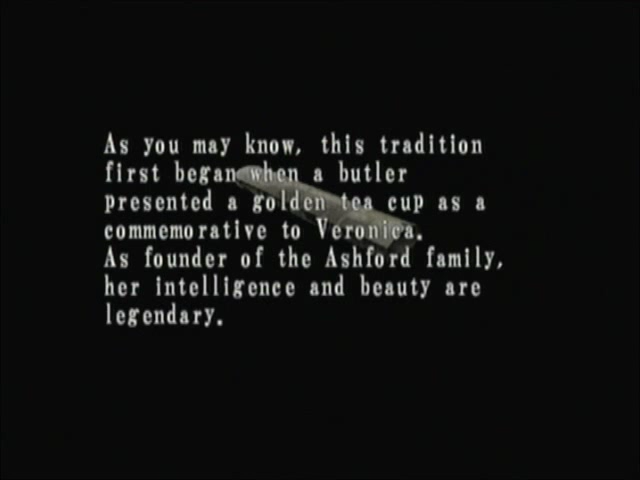 As you may know, this tradition
first began when a butler
presented a golden tea cup as a
commemorative to Veronica.
As founder of the Ashford family,
her intelligence and beauty are
legendary.